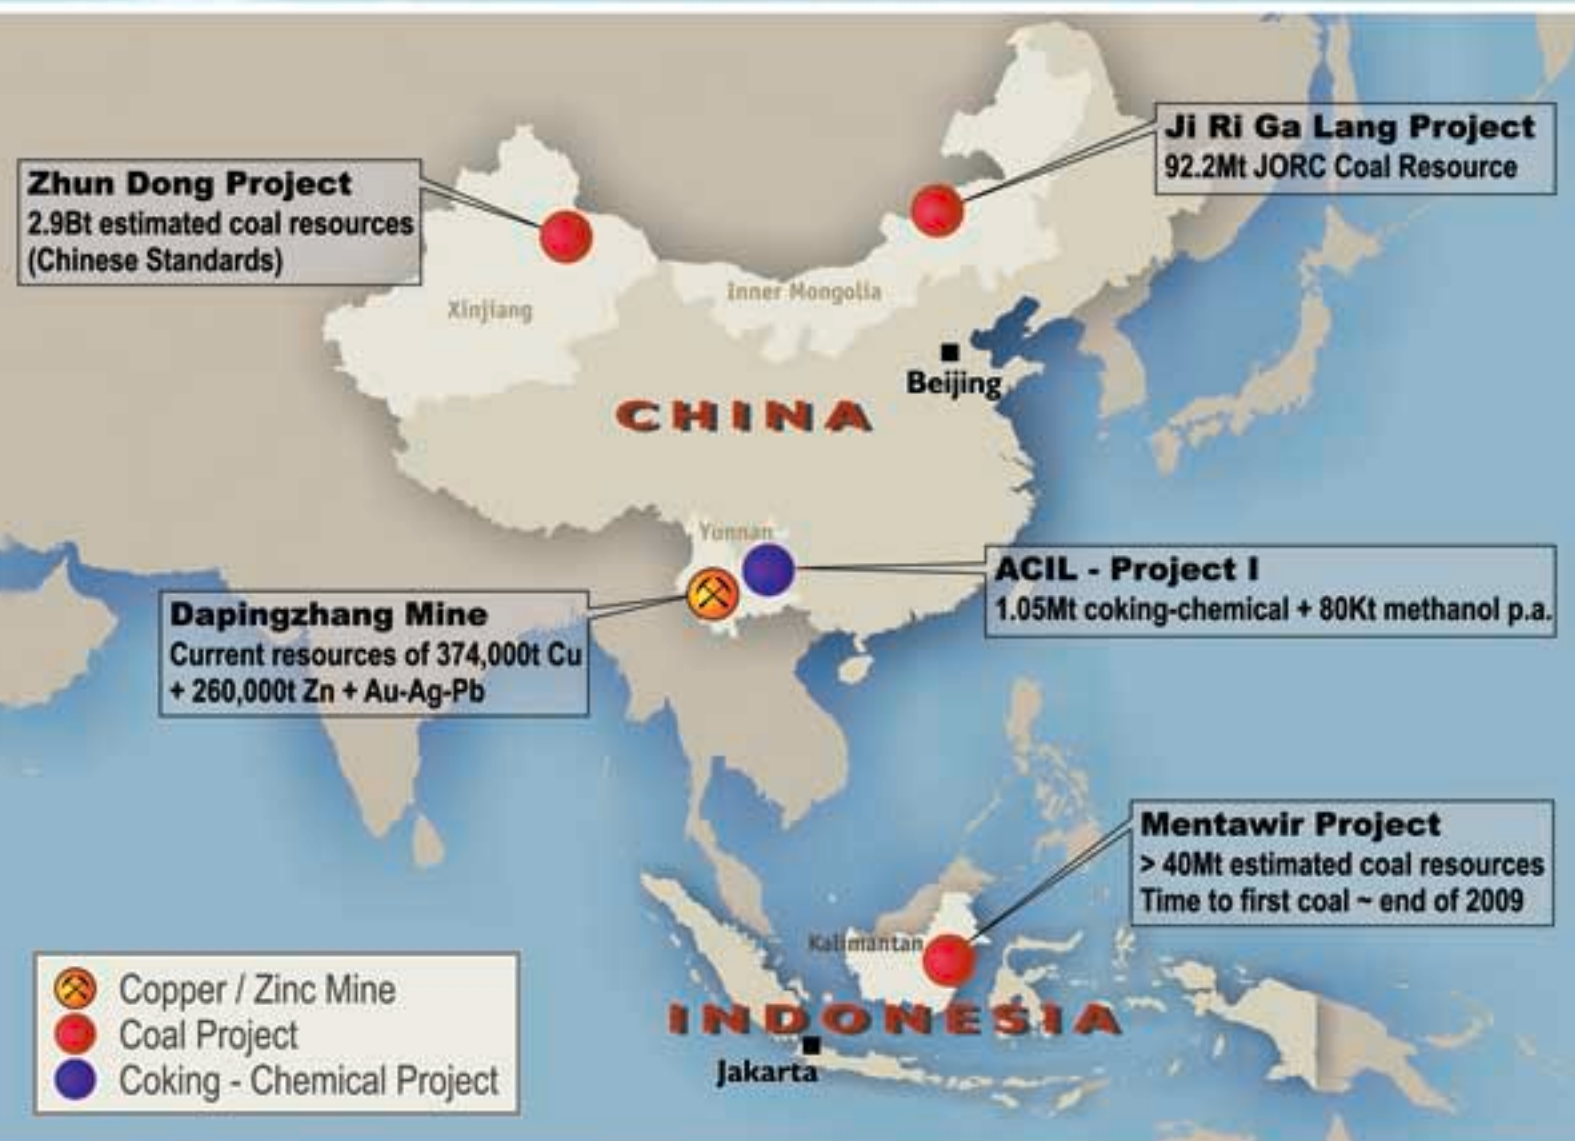 Ji Ri Ga Lang Project
92.2Mt JORC Coal Resource
Zhun Dong Project
2.9Bt estimated coal resources
(Chinese Standards)
Xinjiang
Inner Mongolia
Beijing
CHINA
Yunnan
ACIL - Project I
1.05Mt coking-chemical + 80Kt methanol p.a.
Dapingzhang Mine
Current resources of 374,000t Cu
+ 260,000t Zn + Au-Ag-Pb
Mentawir Project
> 40Mt estimated coal resources
Time to first coal ~ end of 2009
Kalimantan
INDONESIA
Jakarta
Copper / Zinc Mine
Coal Project
Coking - Chemical Project